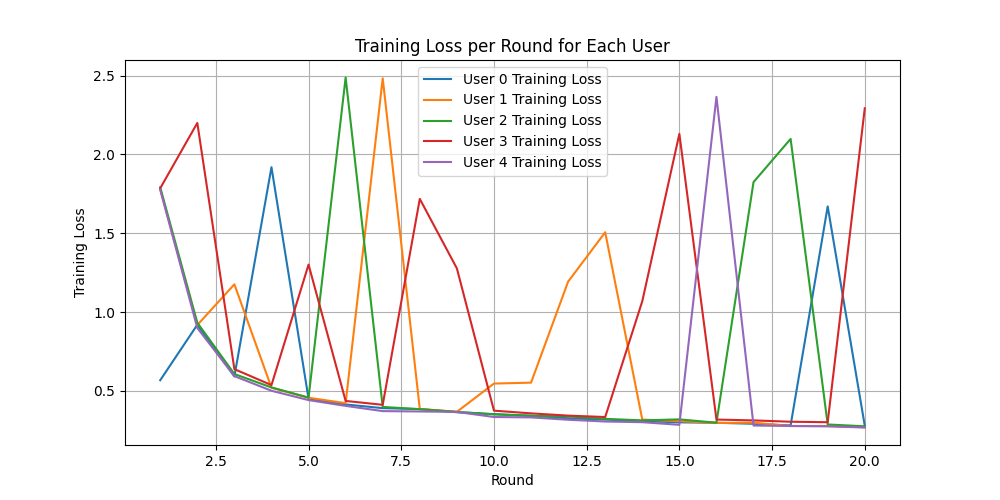 Training Loss per Round for Each User
User 0 Training Loss
User 1 Training Loss
User 2 Training Loss
User 3 Training Loss
User 4 Training Loss
Training Loss
2.5
2.0
1.5
1.0
0.5
2.5 5.0 7.5 10.0 12.5 15.0 17.5 20.0
Round